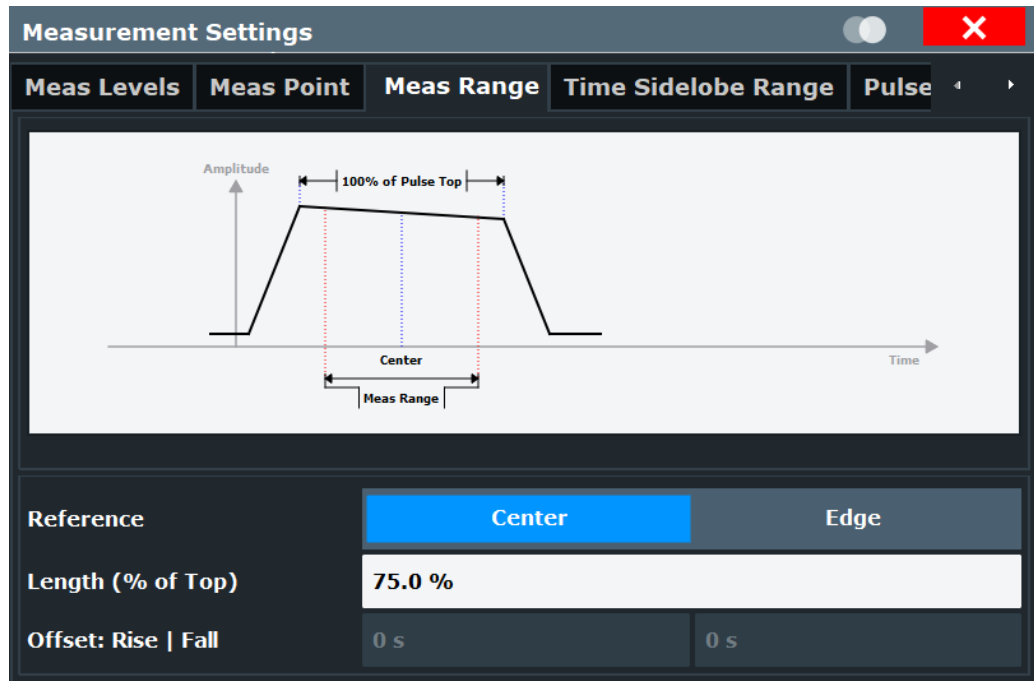 Measurement Settings
Meas Levels Meas Point Meas Range Time Sidelobe Range Pulse
Amplitude
100% of Pulse Top
Center
Time
Meas Range
Reference Center Edge
Length (% of Top) 75.0 %
Offset: Rise | Fall 0 s 0 s